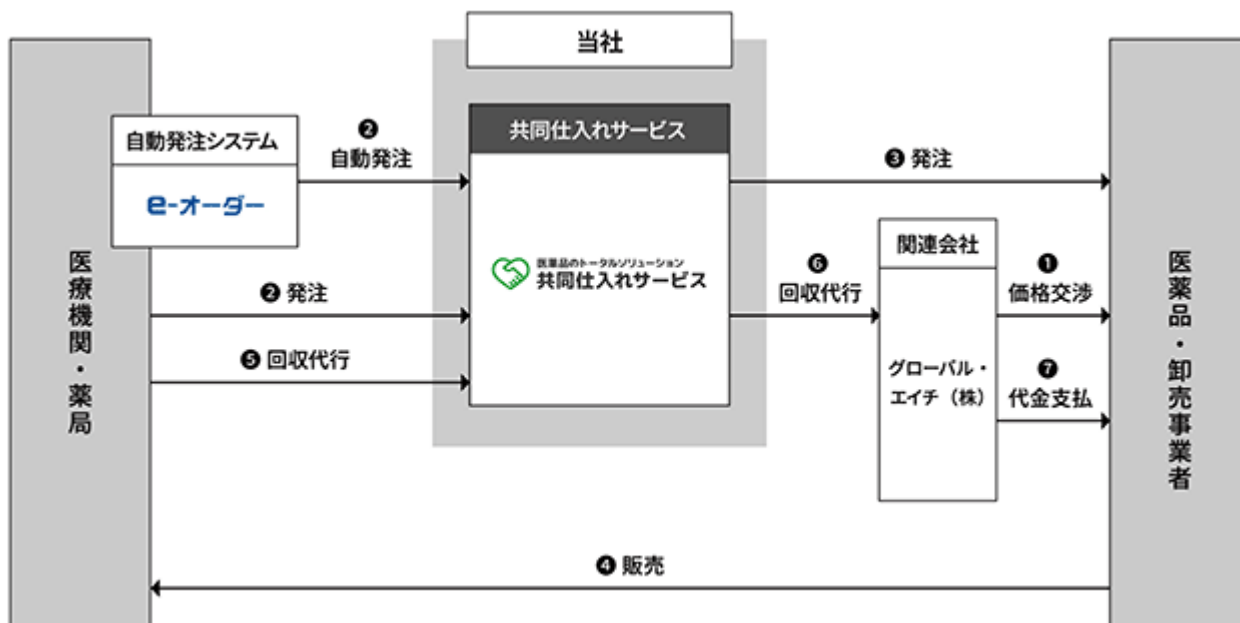 当社
共同仕入れサービス
自動発注システム
e-オーダー
❷
自動発注
❸ 発注
医薬品のトータルソリューション
共同仕入れサービス
医療機関・薬局
❷ 発注
❺ 回収代行
❻
回収代行
関連会社
グローバル・
エイチ（株）
❶
価格交渉
❼
代金支払
医薬品・卸売事業者
❹ 販売